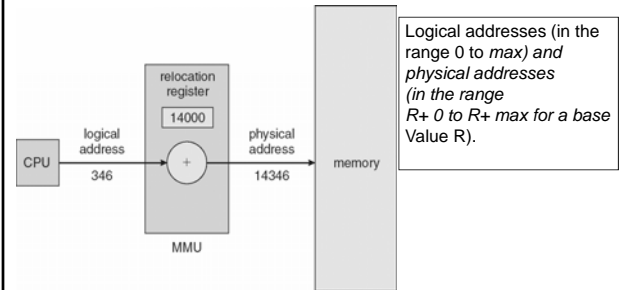 relocation
register
14000
logical
address
346
CPU
+
physical
address
14346
memory
MMU
Logical addresses (in the
range 0 to max) and
physical addresses
(in the range
R+ 0 to R+ max for a base
Value R).